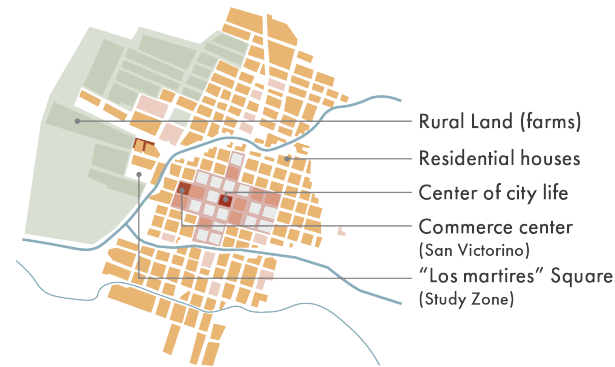 Rural Land (farms)
Residential houses
Center of city life
Commerce center
(San Victorino)
“Los martires” Square
(Study Zone)